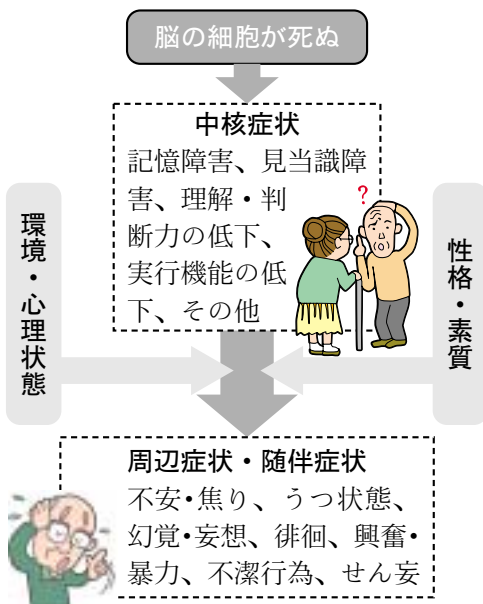 脳の細胞が死ぬ
中核症状
記憶障害、見当識障
害、理解・判
断力の低下、
実行機能の低
下、その他
?
環境・心理状態
性格・素質
周辺症状・随伴症状
不安・焦り、うつ状態、
幻覚・妄想、徘徊、興奮・
暴力、不潔行為、せん妄